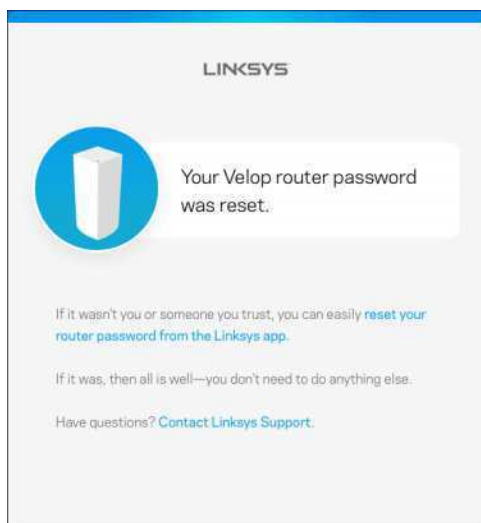 LINKSYS
Your Velop router password
was reset.
If it wasn't you or someone you trust, you can easily reset your
router password from the Linksys app.
If it was, then all is well—you don't need to do anything else.
Have questions? Contact Linksys Support.